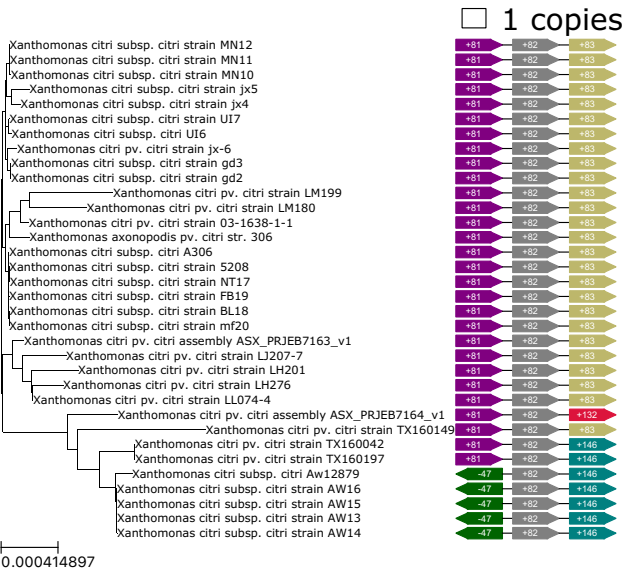 1 copies
Xanthomonas citri subsp. citri strain MN12 +81 +82 +83
Xanthomonas citri subsp. citri strain MN11 +81 +82 +83
Xanthomonas citri subsp. citri strain MN10 +81 +82 +83
Xanthomonas citri subsp. citri strain jx5 +81 +82 +83
Xanthomonas citri subsp. citri strain jx4 +81 +82 +83
Xanthomonas citri subsp. citri strain UI7 +81 +82 +83
Xanthomonas citri subsp. citri UI6 +81 +82 +83
Xanthomonas citri pv. citri strain jx-6 +81 +82 +83
Xanthomonas citri subsp. citri strain gd3 +81 +82 +83
Xanthomonas citri subsp. citri strain gd2 +81 +82 +83
Xanthomonas citri pv. citri strain LM199 +81 +82 +83
Xanthomonas citri pv. citri strain LM180 +81 +82 +83
Xanthomonas citri pv. citri strain 03-1638-1-1 +81 +82 +83
Xanthomonas axonopodis pv. citri str. 306 +81 +82 +83
Xanthomonas citri subsp. citri A306 +81 +82 +83
Xanthomonas citri subsp. citri strain 5208 +81 +82 +83
Xanthomonas citri subsp. citri strain NT17 +81 +82 +83
Xanthomonas citri subsp. citri strain FB19 +81 +82 +83
Xanthomonas citri subsp. citri strain BL18 +81 +82 +83
Xanthomonas citri subsp. citri strain mf20 +81 +82 +83
Xanthomonas citri pv. citri assembly ASX_PRJEB7163_v1 +81 +82 +83
Xanthomonas citri pv. citri strain LJ207-7 +81 +82 +83
Xanthomonas citri pv. citri strain LH201 +81 +82 +83
Xanthomonas citri pv. citri strain LH276 +81 +82 +83
Xanthomonas citri pv. citri strain LL074-4 +81 +82 +83
Xanthomonas citri pv. citri assembly ASX_PRJEB7164_v1 +81 +82 +132
Xanthomonas citri pv. citri strain TX160149 +81 +82 +83
Xanthomonas citri pv. citri strain TX160042 +81 +82 +146
Xanthomonas citri pv. citri strain TX160197 +81 +82 +146
Xanthomonas citri subsp. citri Aw12879 -47 +82 +146
Xanthomonas citri subsp. citri strain AW16 -47 +82 +146
Xanthomonas citri subsp. citri strain AW15 -47 +82 +146
Xanthomonas citri subsp. citri strain AW13 -47 +82 +146
Xanthomonas citri subsp. citri strain AW14 -47 +82 +146
0.000414897